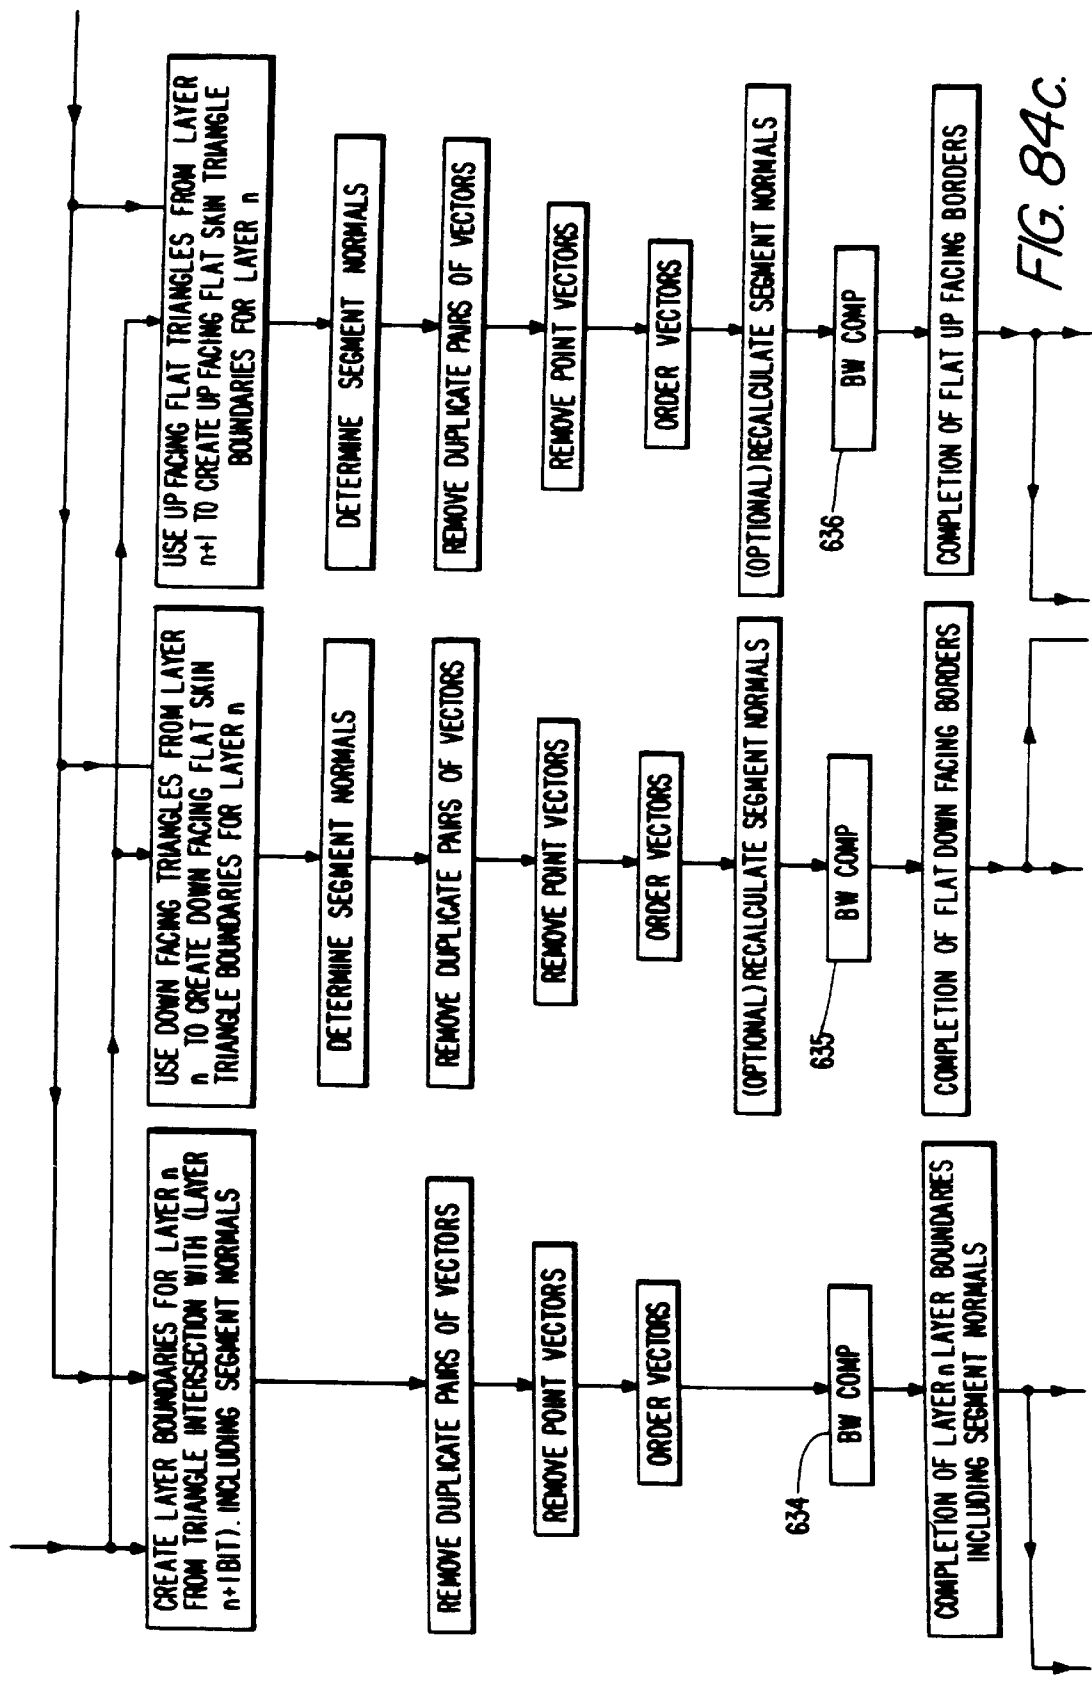 CREATE LAYER BOUNDARIES FOR LAYER n
FROM TRIANGLE INTERSECTION WITH (LAYER
n+1 BIT). INCLUDING SEGMENT NORMALS
REMOVE DUPLICATE PAIRS OF VECTORS
REMOVE POINT VECTORS
ORDER VECTORS
634
BW COMP
COMPLETION OF LAYER n LAYER BOUNDARIES
INCLUDING SEGMENT NORMALS
USE DOWN FACING TRIANGLES FROM LAYER
n TO CREATE DOWN FACING FLAT SKIN
TRIANGLE BOUNDARIES FOR LAYER n
DETERMINE SEGMENT NORMALS
REMOVE DUPLICATE PAIRS OF VECTORS
REMOVE POINT VECTORS
ORDER VECTORS
(OPTIONAL) RECALCULATE SEGMENT NORMALS
635
BW COMP
COMPLETION OF FLAT DOWN FACING BORDERS
USE UP FACING FLAT TRIANGLES FROM LAYER
n+1 TO CREATE UP FACING FLAT SKIN TRIANGLE
BOUNDARIES FOR LAYER n
DETERMINE SEGMENT NORMALS
REMOVE DUPLICATE PAIRS OF VECTORS
REMOVE POINT VECTORS
ORDER VECTORS
(OPTIONAL) RECALCULATE SEGMENT NORMALS
636
BW COMP
COMPLETION OF FLAT UP FACING BORDERS
FIG. 84C.